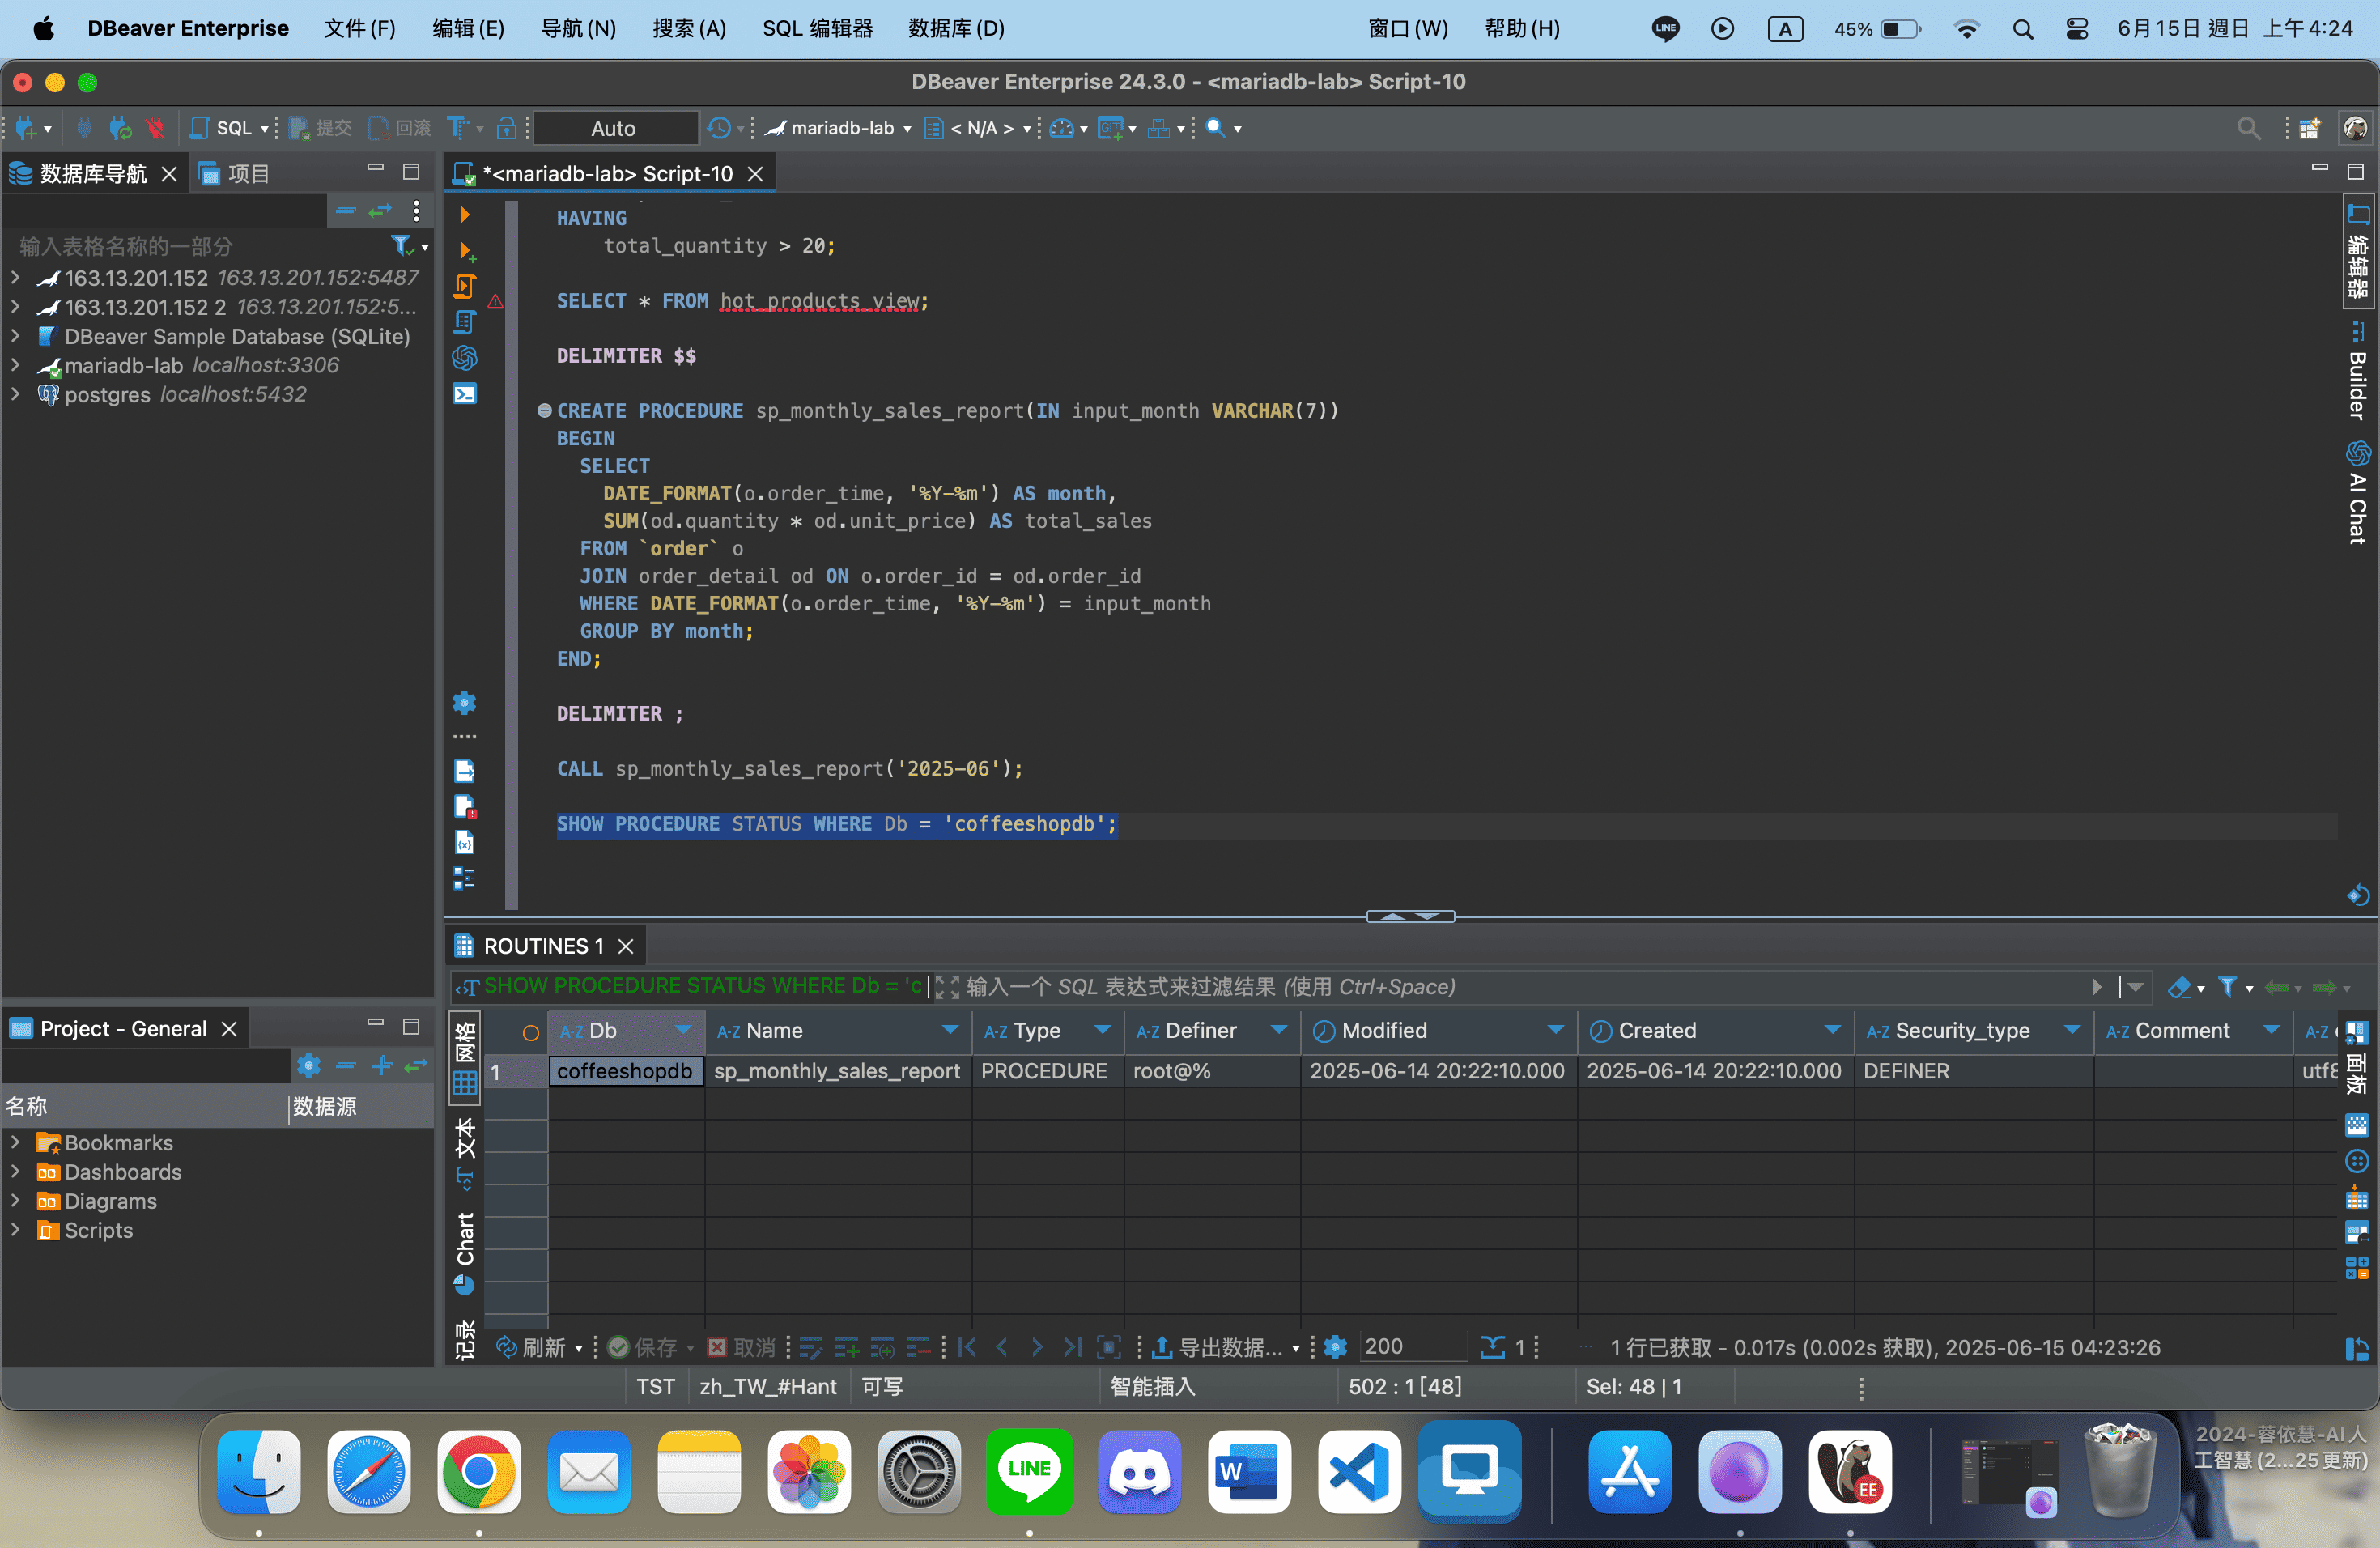 DBeaver Enterprise 文件(F) 编辑(E) 导航(N) 搜索(A) SQL 编辑器 数据库(D) 窗口(W) 帮助(H) LINE A 45% 6月15日 週日 上午4:24
DBeaver Enterprise 24.3.0 - <mariadb-lab> Script-10
SQL 提交 回滚 Auto mariadb-lab < N/A >
数据库导航 项目
输入表格名称的一部分
163.13.201.152 163.13.201.152:5487
163.13.201.152 2 163.13.201.152:5...
DBeaver Sample Database (SQLite)
mariadb-lab localhost:3306
postgres localhost:5432
*<mariadb-lab> Script-10
HAVING
total_quantity > 20;
SELECT * FROM hot_products_view;
DELIMITER $$
CREATE PROCEDURE sp_monthly_sales_report(IN input_month VARCHAR(7))
BEGIN
SELECT
DATE_FORMAT(o.order_time, '%Y-%m') AS month,
SUM(od.quantity * od.unit_price) AS total_sales
FROM `order` o
JOIN order_detail od ON o.order_id = od.order_id
WHERE DATE_FORMAT(o.order_time, '%Y-%m') = input_month
GROUP BY month;
END;
DELIMITER ;
CALL sp_monthly_sales_report('2025-06');
SHOW PROCEDURE STATUS WHERE Db = 'coffeeshopdb';
编辑器
Builder
AI Chat
Project - General
名称 数据源
Bookmarks
Dashboards
Diagrams
Scripts
ROUTINES 1
SHOW PROCEDURE STATUS WHERE Db = 'c 输入一个 SQL 表达式来过滤结果 (使用 Ctrl+Space)
网格
文本
Chart
记录
A-Z Db A-Z Name A-Z Type A-Z Definer Modified Created A-Z Security_type A-Z Comment A-Z
1 coffeeshopdb sp_monthly_sales_report PROCEDURE root@% 2025-06-14 20:22:10.000 2025-06-14 20:22:10.000 DEFINER utf8
面板
刷新 保存 取消 导出数据... 200 1 1 行已获取 - 0.017s (0.002s 获取), 2025-06-15 04:23:26
TST zh_TW_#Hant 可写 智能插入 502 : 1 [48] Sel: 48 | 1
LINE
W
EE
2024-蓉依慧-AI人
工智慧 (2...25更新)